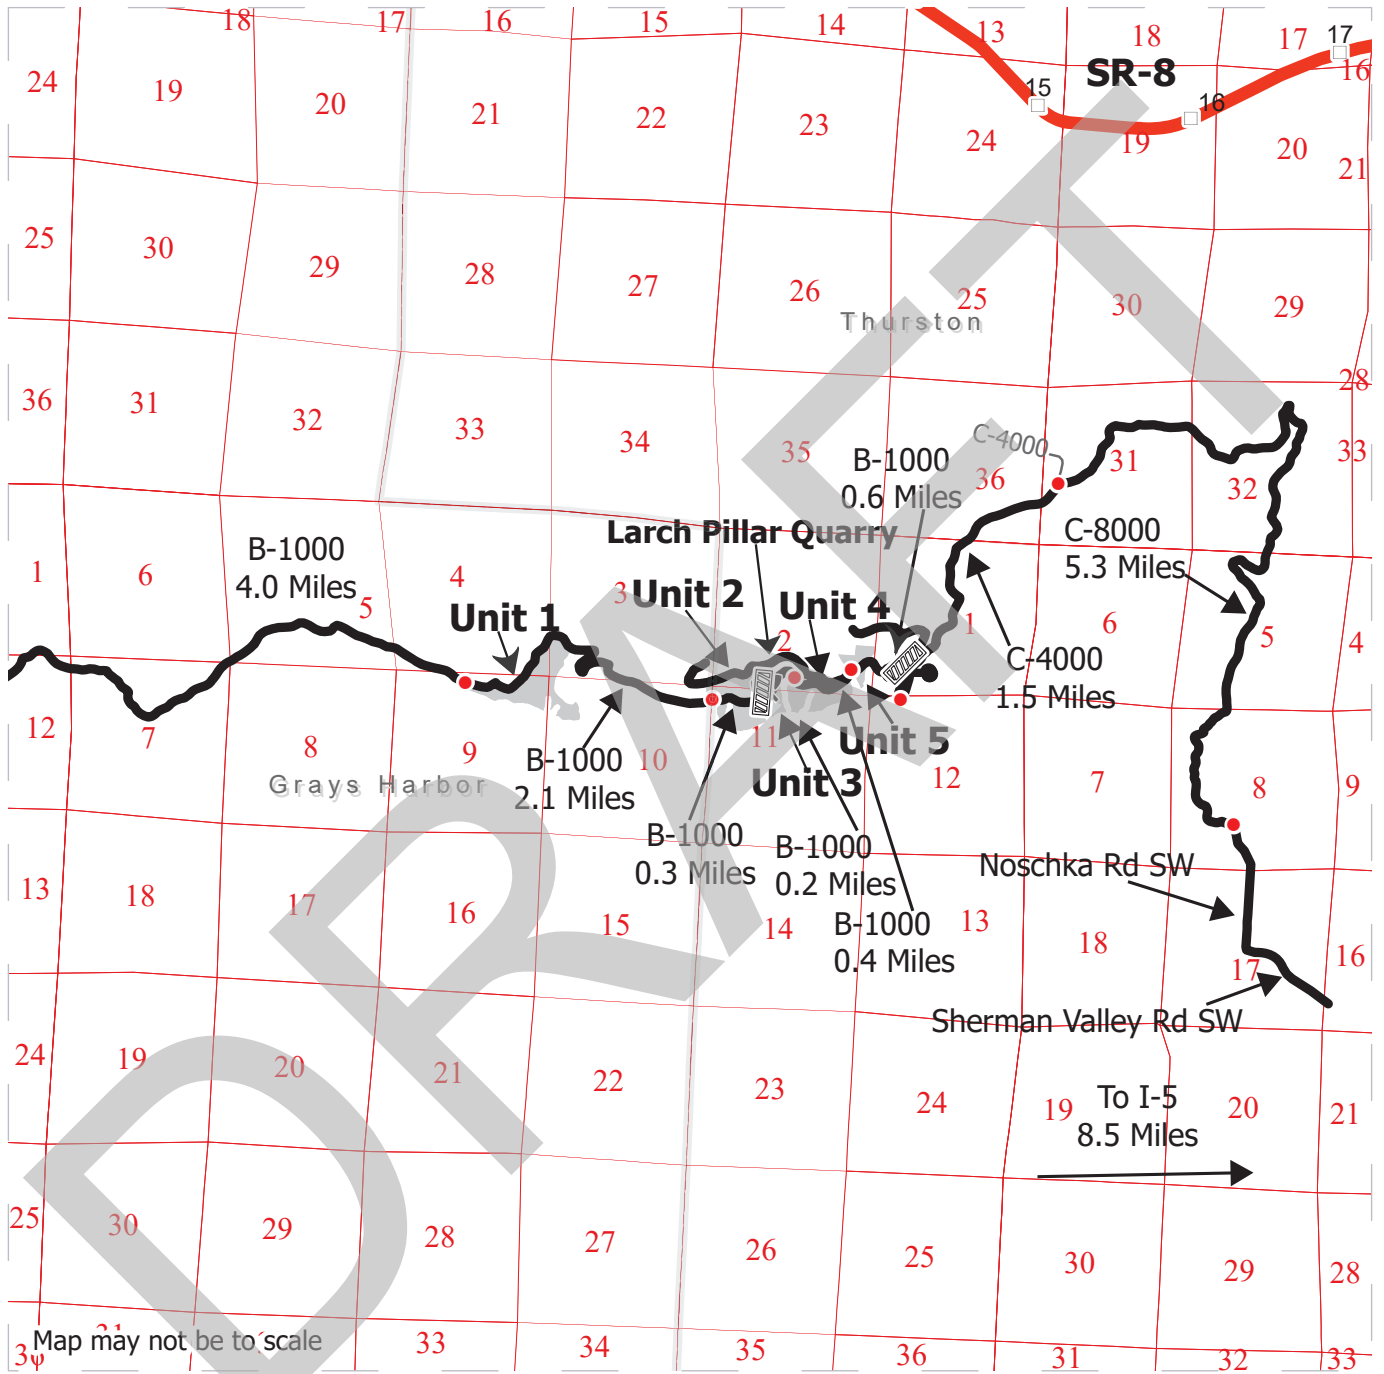 18 17 16 15 14 13 18 17 17
16
SR-8
15
16
24 19 20 21 22 23 24 19 20 21
25 30 29 28 27 26 25 30 29
Thurston
28
36 31 32 33 34 35 36 31 32 33
C-4000
B-1000
0.6 Miles
Larch Pillar Quarry
C-8000
5.3 Miles
B-1000
4.0 Miles
1 6 5 4 3 2 1 6 5 4
Unit 1
Unit 2
Unit 4
C-4000
1.5 Miles
12 7 8 9 10 11 12 7 8 9
Unit 5
Unit 3
Grays Harbor
B-1000
2.1 Miles
B-1000
0.3 Miles
B-1000
0.2 Miles
B-1000
0.4 Miles
Noschka Rd SW
13 18 17 16 15 14 13 18 17 16
Sherman Valley Rd SW
24 19 20 21 22 23 24 19 20 21
To I-5
8.5 Miles
25 30 29 28 27 26 25 30 29 28
33 34 35 36 31 32 33
Map may not be to scale
DRAFT